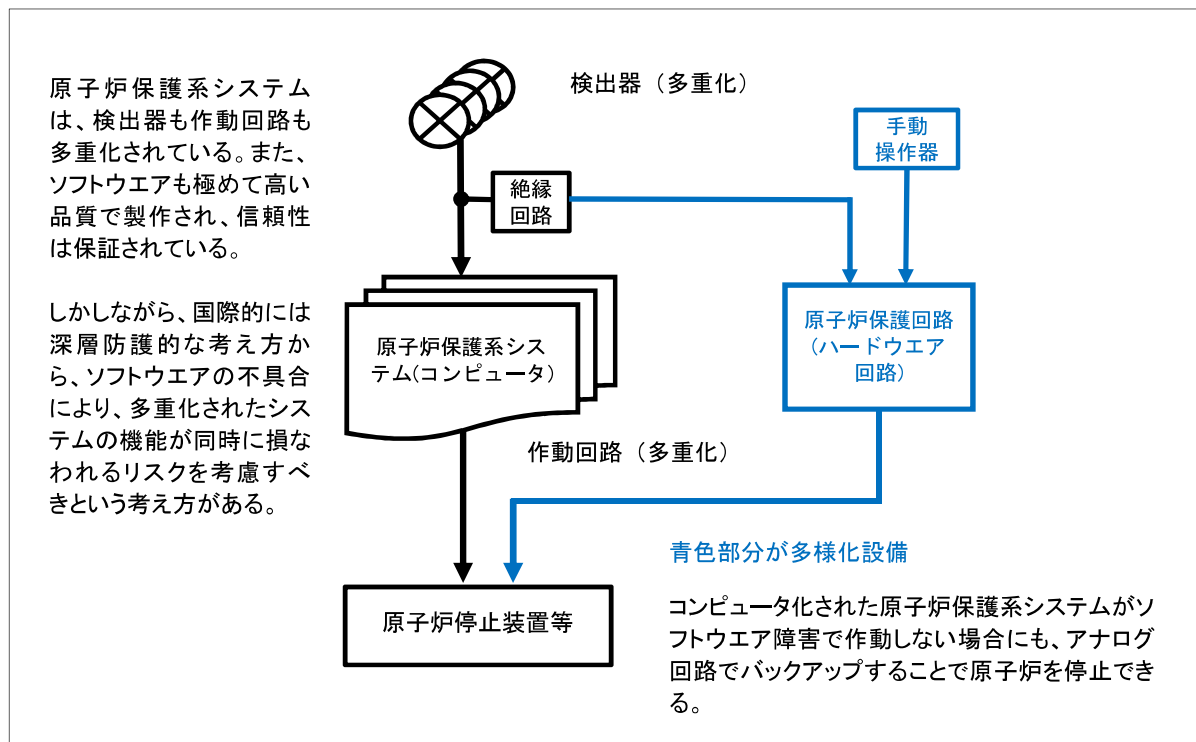 原子炉保護系システム
は、検出器も作動回路も
多重化されている。また、
ソフトウエアも極めて高い
品質で製作され、信頼性
は保証されている。
しかしながら、国際的には
深層防護的な考え方か
ら、ソフトウエアの不具合
により、多重化されたシス
テムの機能が同時に損な
われるリスクを考慮すべ
きという考え方がある。
検出器（多重化）
手動
操作器
絶縁
回路
原子炉保護系シス
テム(コンピュータ)
原子炉保護回路
(ハードウエア
回路)
作動回路（多重化）
原子炉停止装置等
青色部分が多様化設備
コンピュータ化された原子炉保護系システムがソ
フトウエア障害で作動しない場合にも、アナログ
回路でバックアップすることで原子炉を停止でき
る。